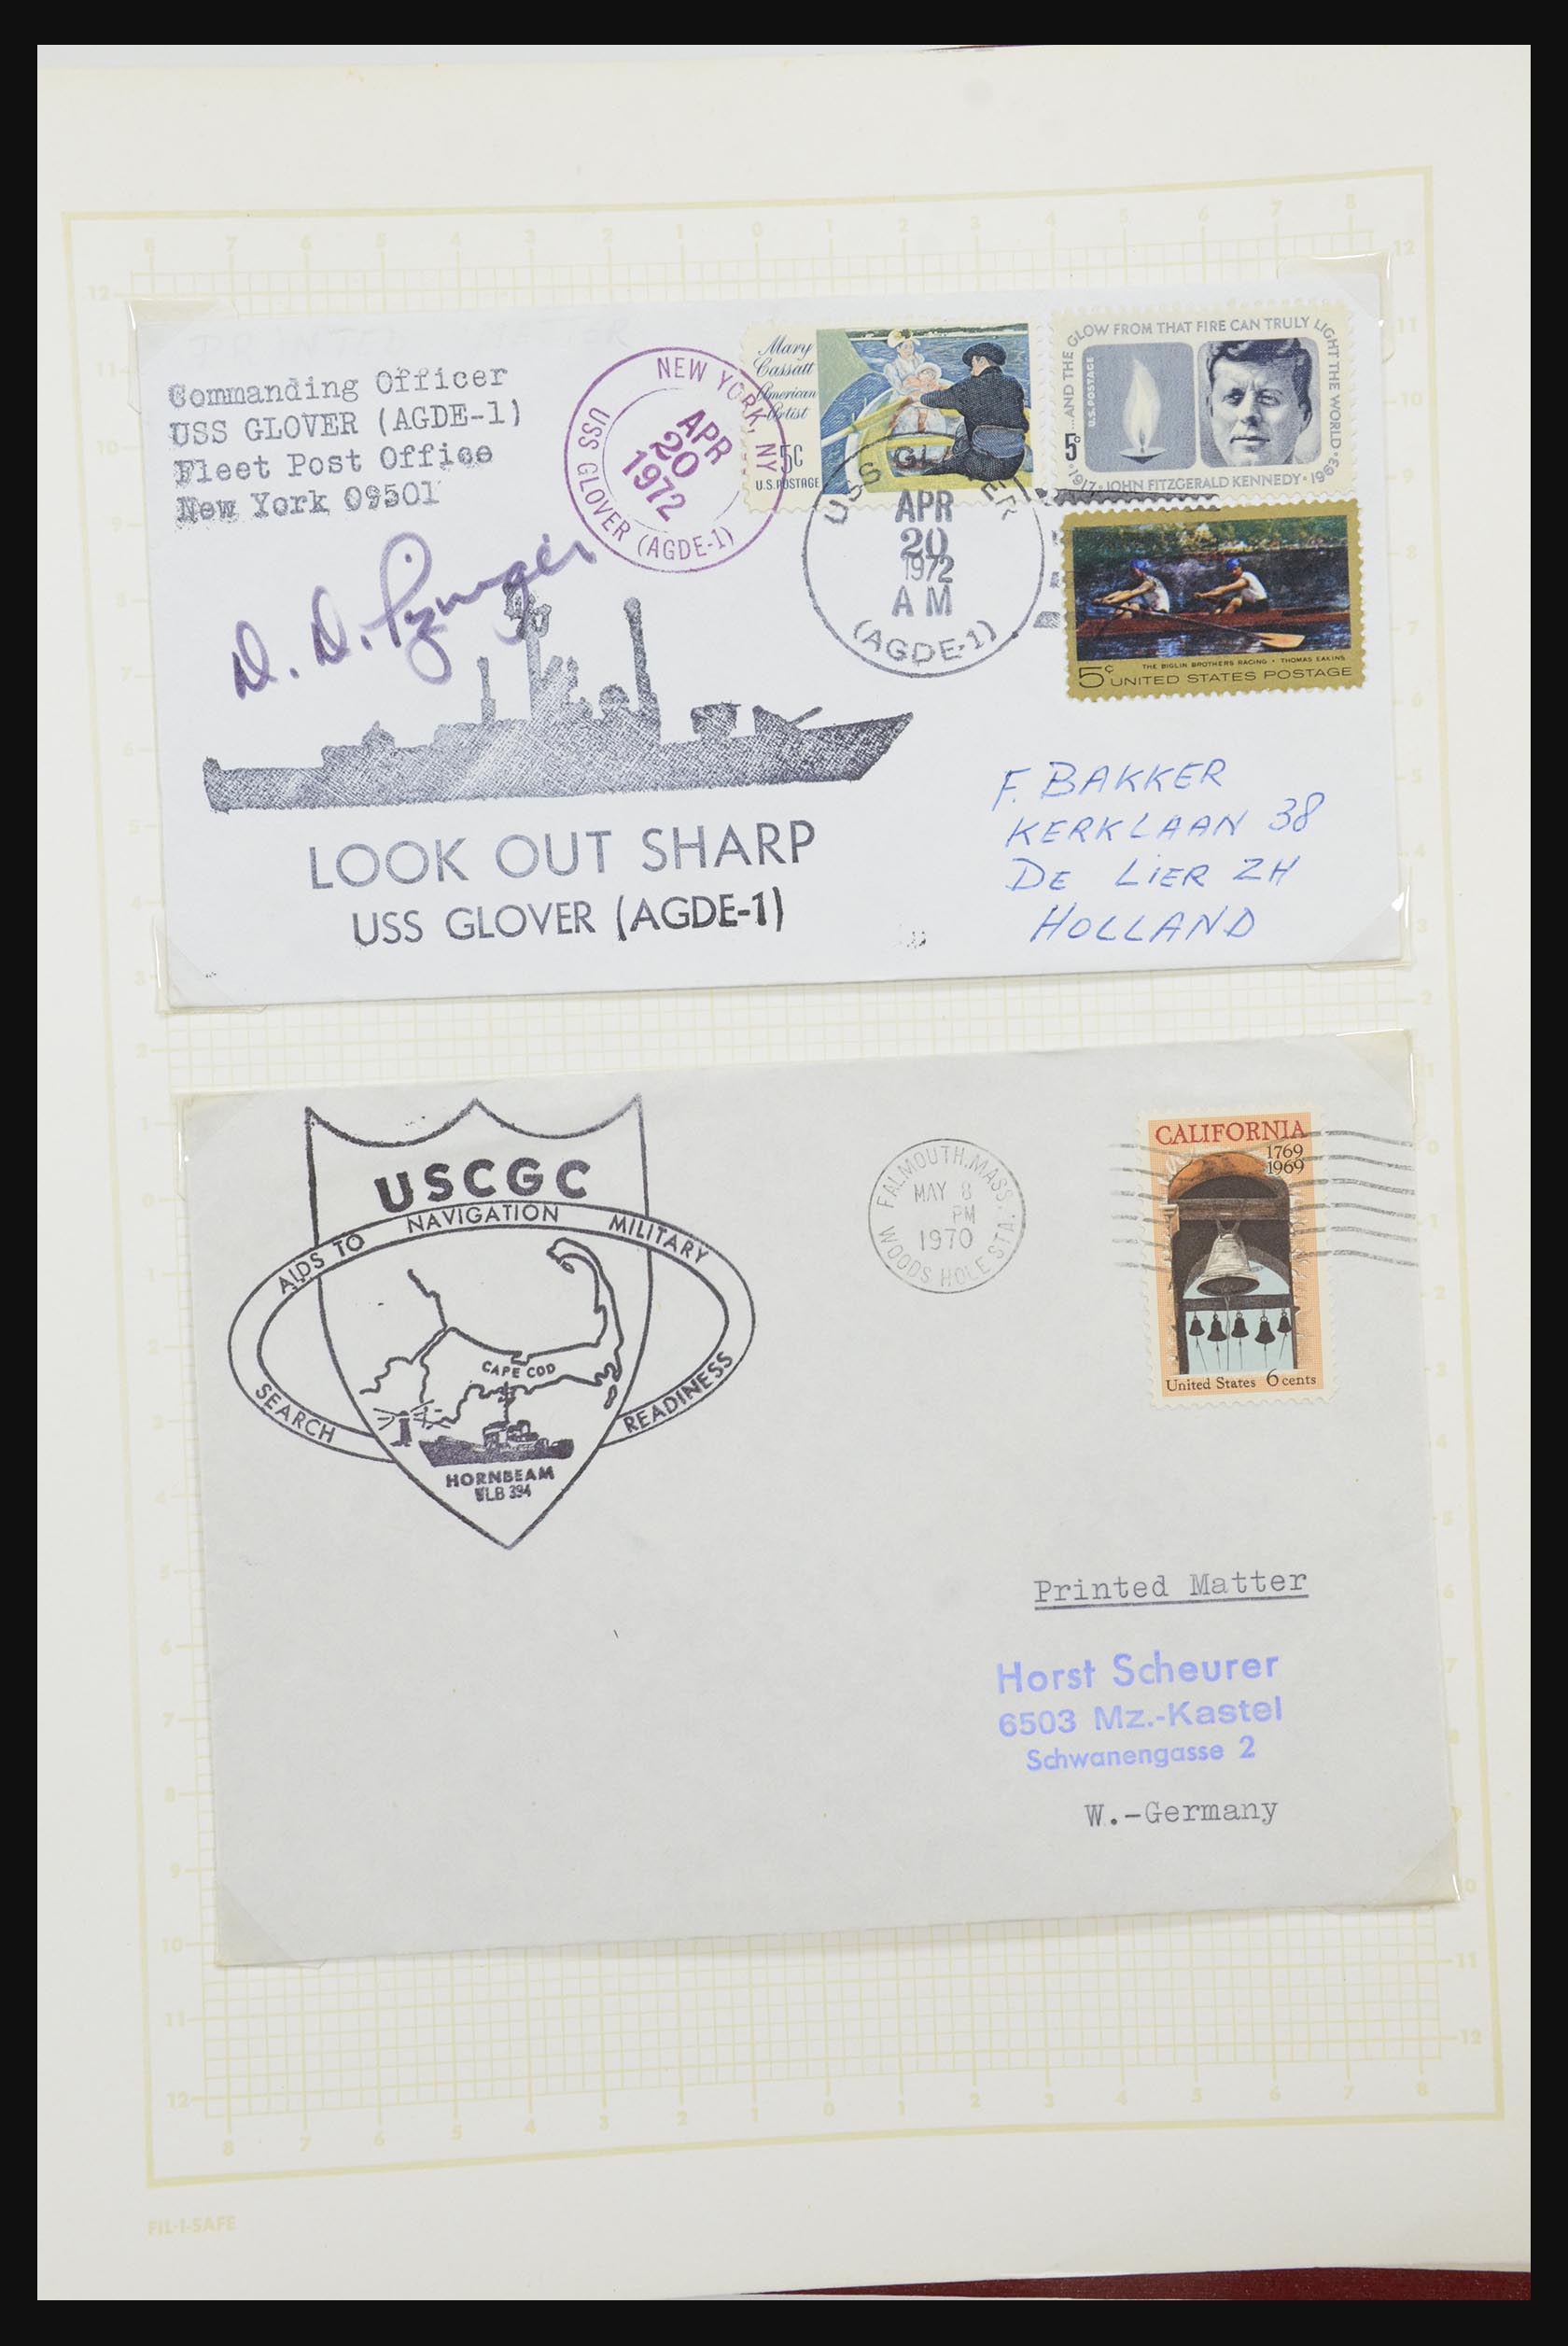 Commanding Officer
USS GLOVER (AGDE-1)
Fleet Post Office
New York 09501
NEW YORK, NY
APR
20
1972
USS GLOVER (AGDE-1)
Mary
Cassatt
American
Artist
5c
U.S. POSTAGE
...AND THE GLOW FROM THAT FIRE CAN TRULY LIGHT THE WORLD
U.S. POSTAGE
5c
1917·JOHN FITZGERALD KENNEDY·1963
USS GL ER
APR
20
1972
AM
(AGDE-1)
THE BIGLIN BROTHERS RACING • THOMAS EAKINS
5c UNITED STATES POSTAGE
D. D.
LOOK OUT SHARP
USS GLOVER (AGDE-1)
F. BAKKER
KERKLAAN 38
DE LIER ZH
HOLLAND
USCGC
AIDS TO NAVIGATION MILITARY
SEARCH READINESS
CAPE COD
HORNBEAM
WLB 394
FALMOUTH, MASS.
MAY 8
PM
1970
WOODS HOLE STA.
CALIFORNIA
1769
1969
United States 6 cents
Printed Matter
Horst Scheurer
6503 Mz.-Kastel
Schwanengasse 2
W.-Germany
FIL-I-SAFE